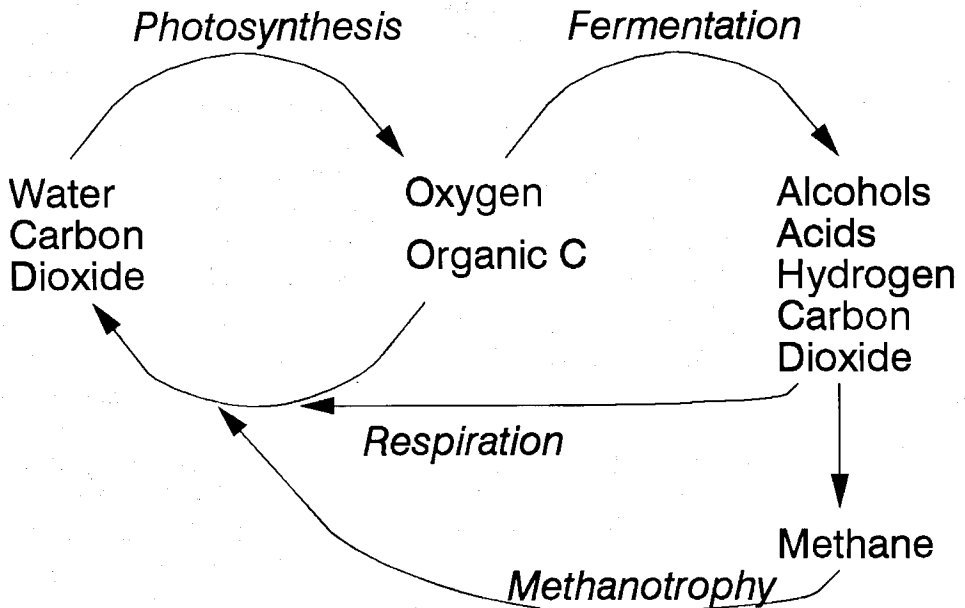 Photosynthesis
Fermentation
Water
Carbon
Dioxide
Oxygen
Organic C
Alcohols
Acids
Hydrogen
Carbon
Dioxide
Respiration
Methane
Methanotrophy